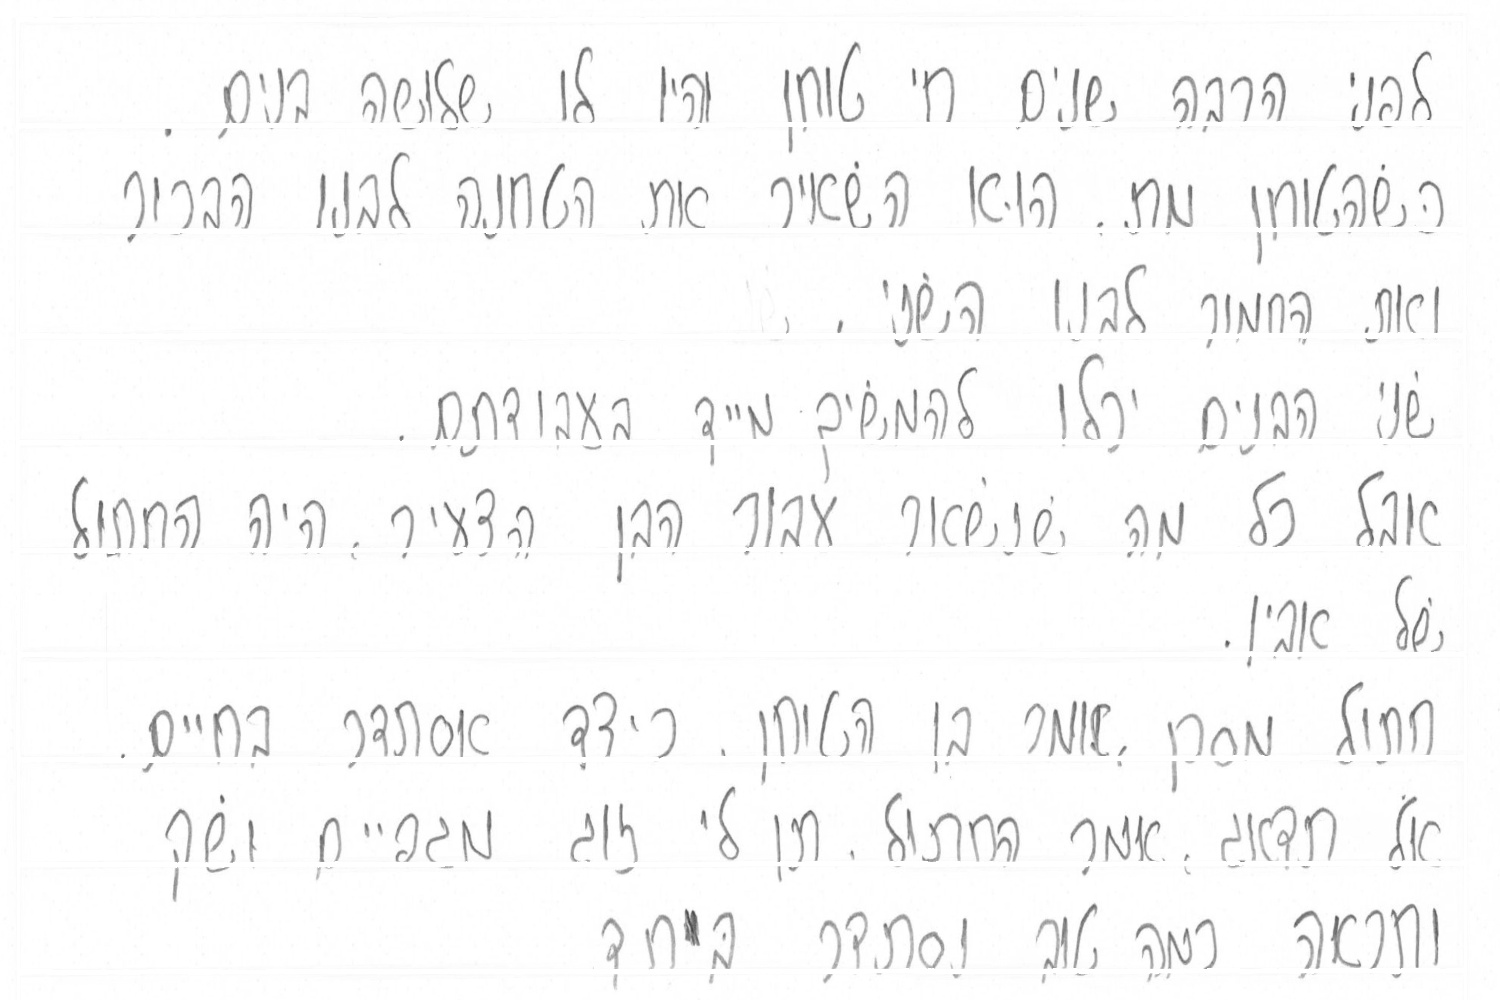 לפני הרבה שנים חי טוחן והיו לו שלושה בנים .
כשהטוחן מת. הוא השאיר את הטחנה לבנו הבכור
ואת החמור לבנו השני .
שני הבנים יכלו להמשיך מייד בעבודתם .
אבל כל מה שנשאר עבור הבן הצעיר . היה החתול
של אביו .
חתול מסכן , אומר בן הטוחן . כיצד אסתדר בחיים .
אל תדאג . אומר החתול . תן לי זוג מגפיים ושק
ותראה כמה טוב נסתדר ביחד